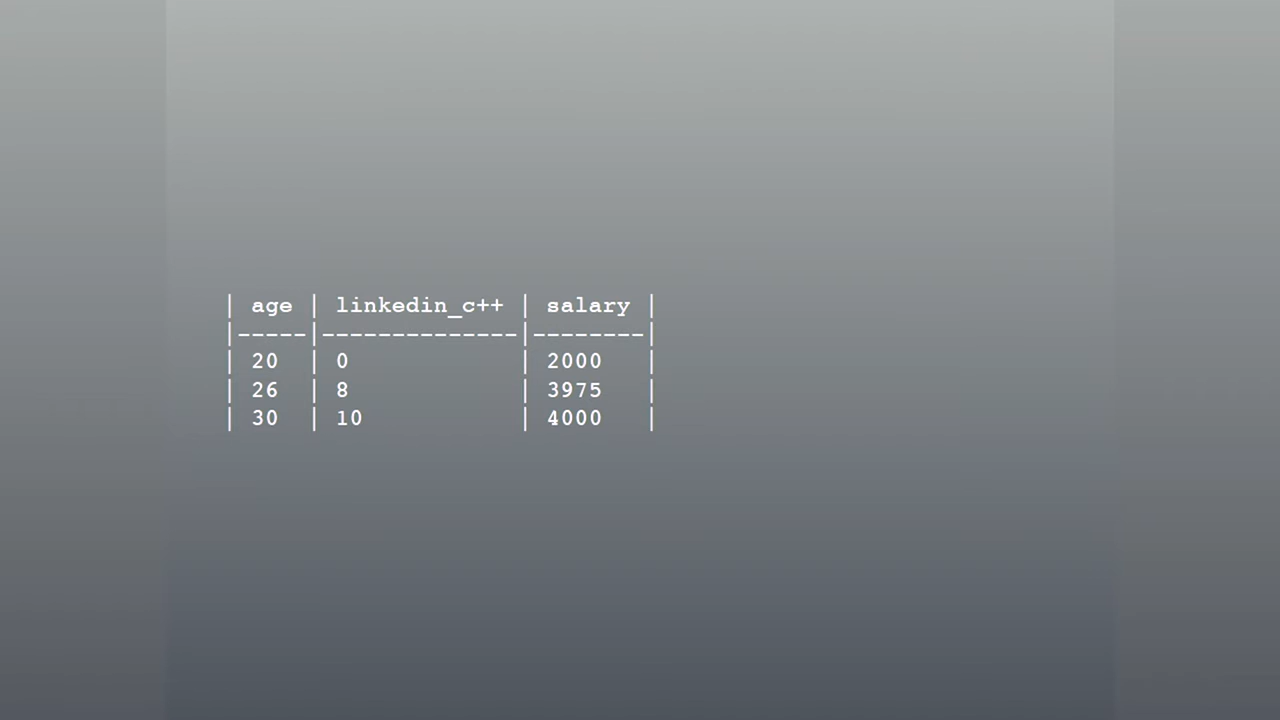 | age | linkedin_c++ | salary |
|-----|--------------|--------|
| 20  | 0            | 2000   |
| 26  | 8            | 3975   |
| 30  | 10           | 4000   |